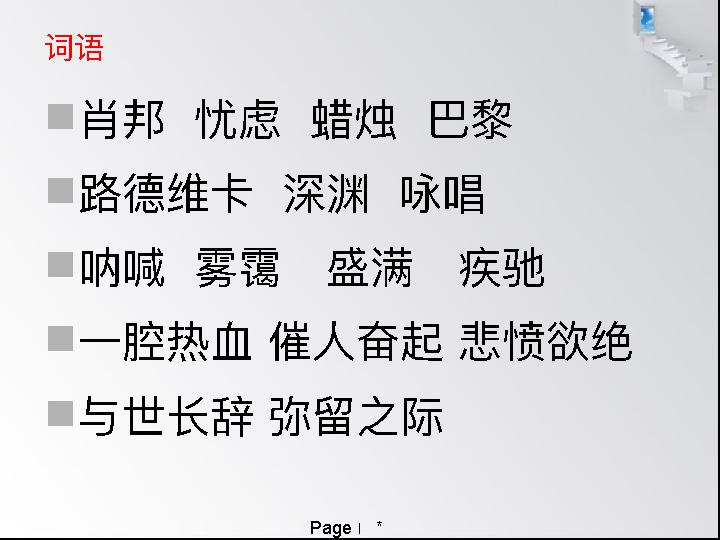 词语
肖邦 忧虑 蜡烛 巴黎
路德维卡 深渊 咏唱
呐喊 雾霭 盛满 疾驰
一腔热血 催人奋起 悲愤欲绝
与世长辞 弥留之际
Page | *